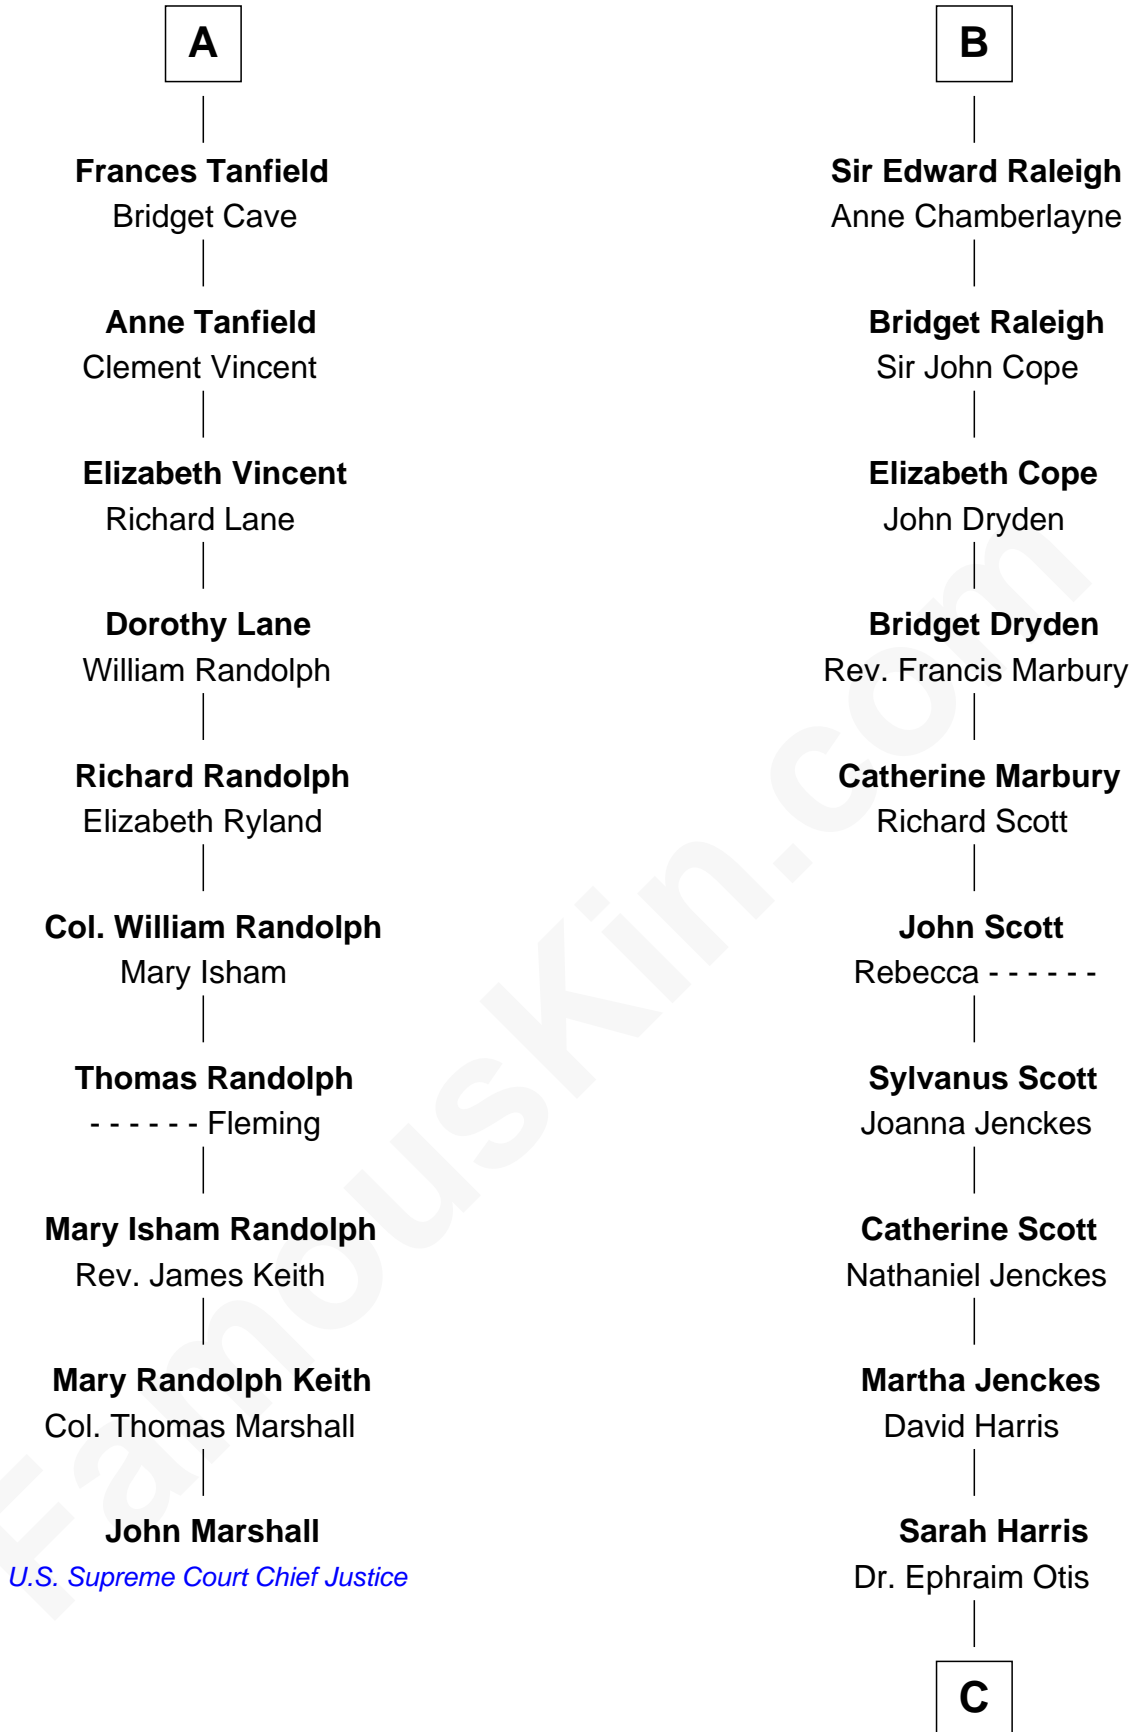 A
Frances Tanfield
Bridget Cave
Anne Tanfield
Clement Vincent
Elizabeth Vincent
Richard Lane
Dorothy Lane
William Randolph
Richard Randolph
Elizabeth Ryland
Col. William Randolph
Mary Isham
Thomas Randolph
- - - - - - Fleming
Mary Isham Randolph
Rev. James Keith
Mary Randolph Keith
Col. Thomas Marshall
John Marshall
U.S. Supreme Court Chief Justice
B
Sir Edward Raleigh
Anne Chamberlayne
Bridget Raleigh
Sir John Cope
Elizabeth Cope
John Dryden
Bridget Dryden
Rev. Francis Marbury
Catherine Marbury
Richard Scott
John Scott
Rebecca - - - - - -
Sylvanus Scott
Joanna Jenckes
Catherine Scott
Nathaniel Jenckes
Martha Jenckes
David Harris
Sarah Harris
Dr. Ephraim Otis
C
FamousKin.com